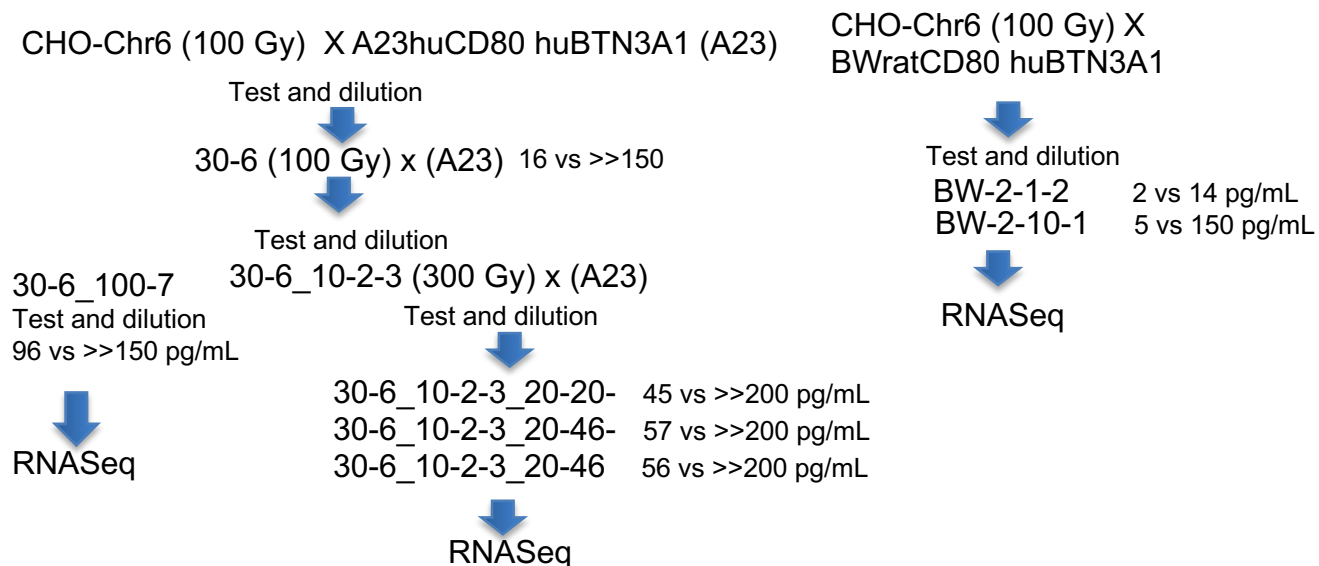 CHO-Chr6 (100 Gy)  X A23huCD80 huBTN3A1 (A23)
Test and dilution
30-6 (100 Gy) x (A23) 16 vs >>150
Test and dilution
30-6_10-2-3 (300 Gy) x (A23)
30-6_100-7
Test and dilution
96 vs >>150 pg/mL
RNASeq
Test and dilution
30-6_10-2-3_20-20- 45 vs >>200 pg/mL
30-6_10-2-3_20-46- 57 vs >>200 pg/mL
30-6_10-2-3_20-46 56 vs >>200 pg/mL
RNASeq
CHO-Chr6 (100 Gy) X
BWratCD80 huBTN3A1
Test and dilution
BW-2-1-2 2 vs 14 pg/mL
BW-2-10-1 5 vs 150 pg/mL
RNASeq